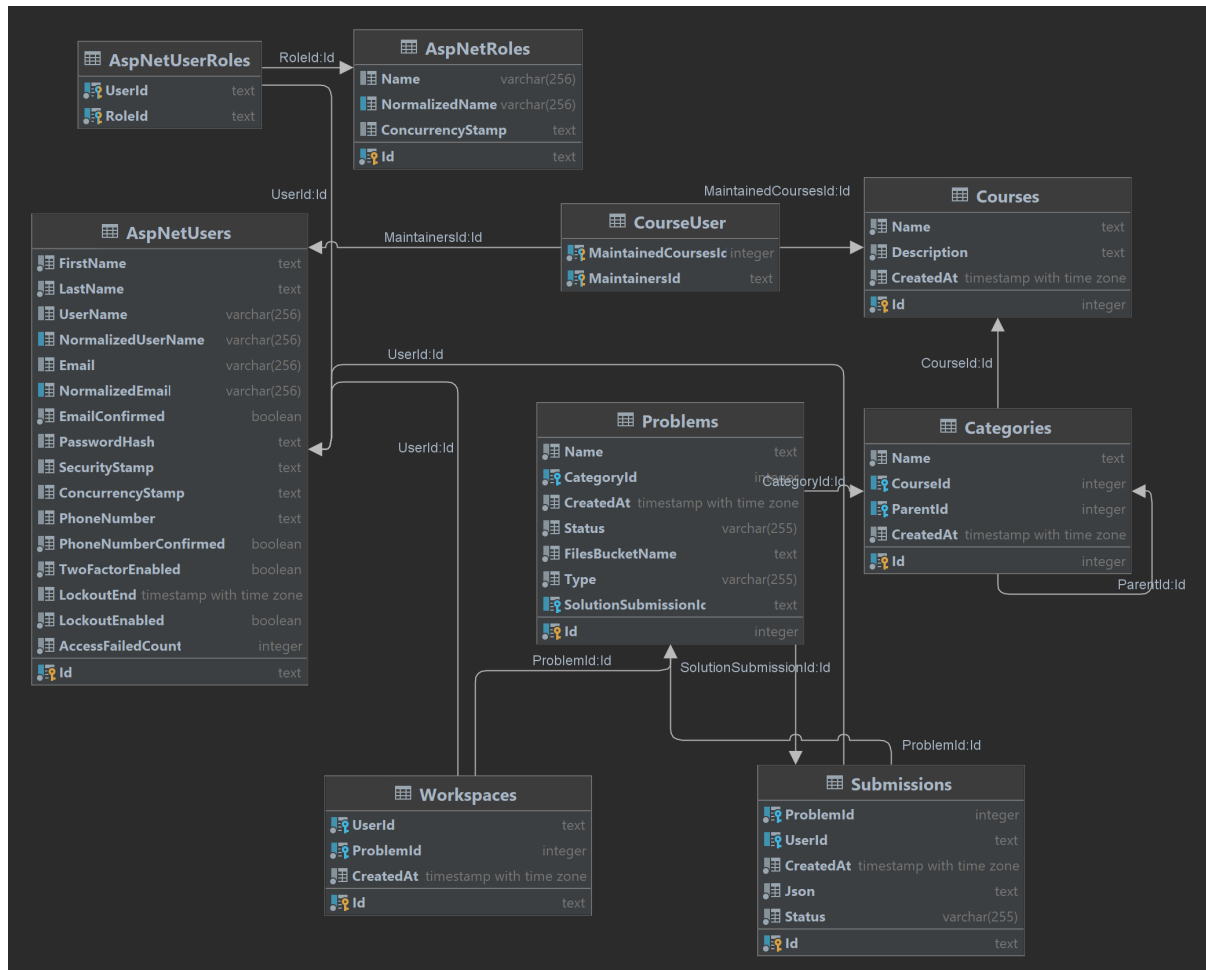 AspNetUserRoles
UserId text
RoleId text
RoleId:Id
AspNetRoles
Name varchar(256)
NormalizedName varchar(256)
ConcurrencyStamp text
Id text
UserId:Id
AspNetUsers
FirstName text
LastName text
UserName varchar(256)
NormalizedUserName varchar(256)
Email varchar(256)
NormalizedEmail varchar(256)
EmailConfirmed boolean
PasswordHash text
SecurityStamp text
ConcurrencyStamp text
PhoneNumber text
PhoneNumberConfirmed boolean
TwoFactorEnabled boolean
LockoutEnd timestamp with time zone
LockoutEnabled boolean
AccessFailedCount integer
Id text
MaintainersId:Id
CourseUser
MaintainedCoursesIc integer
MaintainersId text
MaintainedCoursesId:Id
Courses
Name text
Description text
CreatedAt timestamp with time zone
Id integer
CourseId:Id
UserId:Id
UserId:Id
Problems
Name text
CategoryId integer
CreatedAt timestamp with time zone
Status varchar(255)
FilesBucketName text
Type varchar(255)
SolutionSubmissionIc text
Id integer
CategoryId:Id
Categories
Name text
CourseId integer
ParentId integer
CreatedAt timestamp with time zone
Id integer
ParentId:Id
ProblemId:Id
SolutionSubmissionId:Id
ProblemId:Id
Workspaces
UserId text
ProblemId integer
CreatedAt timestamp with time zone
Id text
Submissions
ProblemId integer
UserId text
CreatedAt timestamp with time zone
Json text
Status varchar(255)
Id text